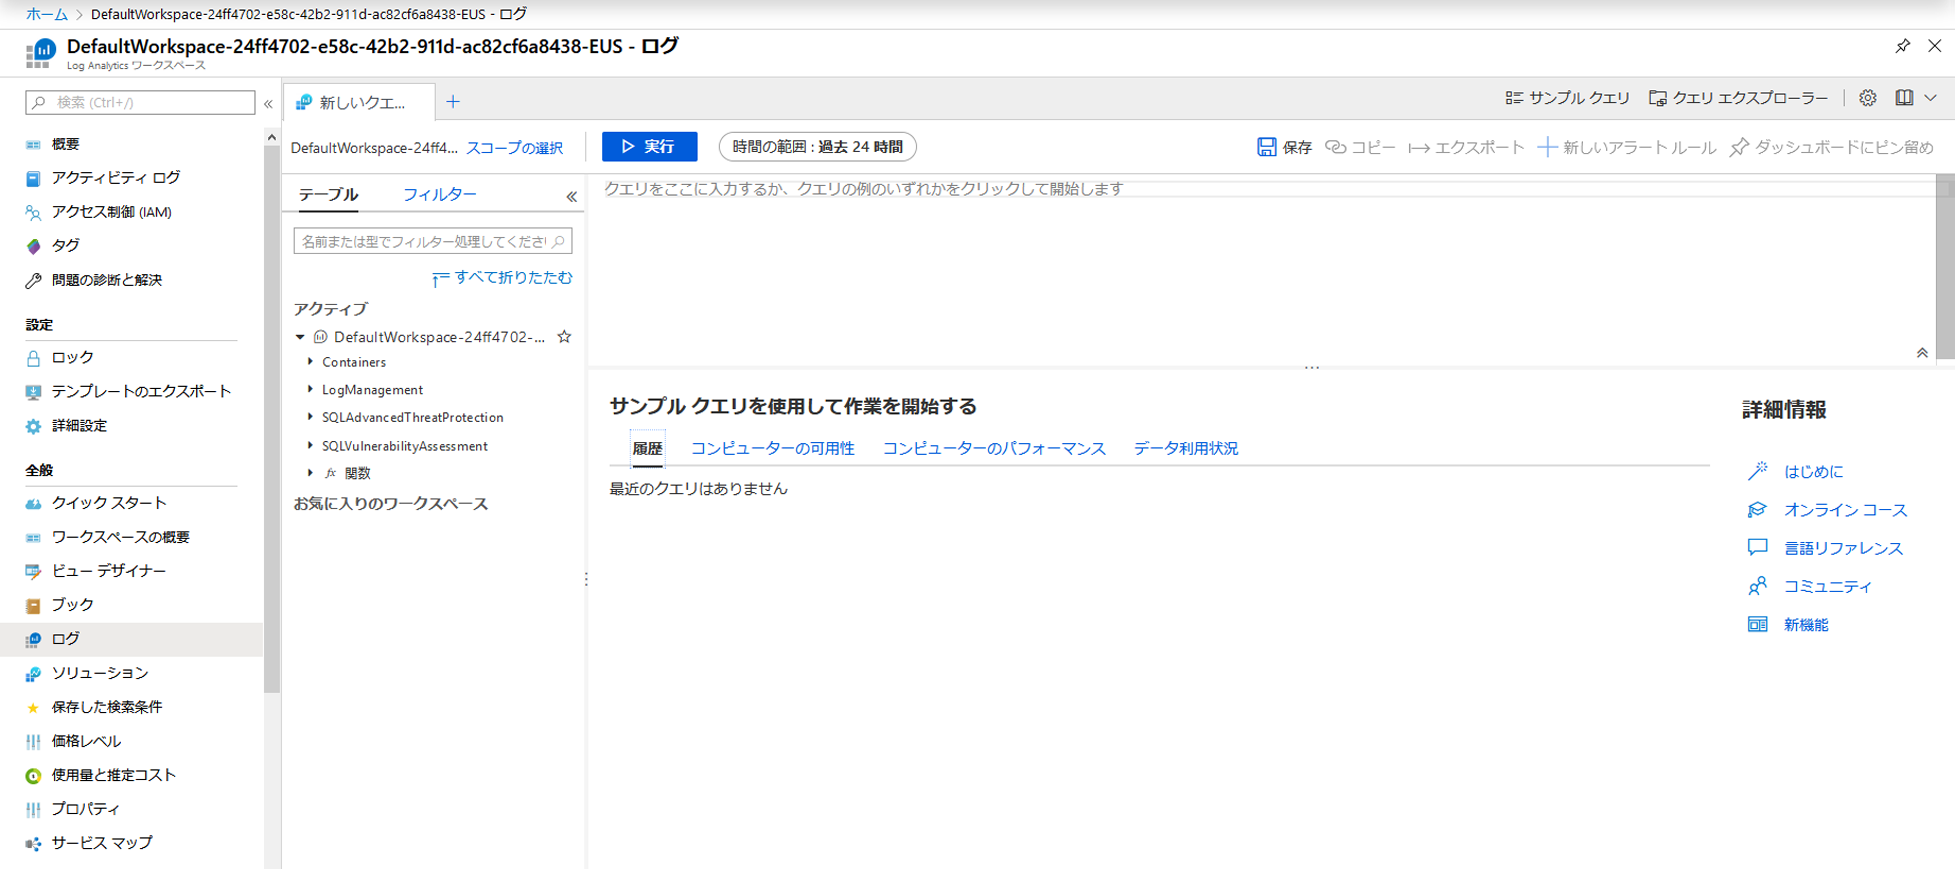 ホーム > DefaultWorkspace-24ff4702-e58c-42b2-911d-ac82cf6a8438-EUS - ログ
DefaultWorkspace-24ff4702-e58c-42b2-911d-ac82cf6a8438-EUS - ログ
Log Analytics ワークスペース
検索 (Ctrl+/)
概要
アクティビティ ログ
アクセス制御 (IAM)
タグ
問題の診断と解決
設定
ロック
テンプレートのエクスポート
詳細設定
全般
クイック スタート
ワークスペースの概要
ビュー デザイナー
ブック
ログ
ソリューション
保存した検索条件
価格レベル
使用量と推定コスト
プロパティ
サービス マップ
新しいクエ...
サンプル クエリ
クエリ エクスプローラー
DefaultWorkspace-24ff4... スコープの選択
実行
時間の範囲 : 過去 24 時間
保存
コピー
エクスポート
新しいアラート ルール
ダッシュボードにピン留め
テーブル
フィルター
名前または型でフィルター処理してくださ
すべて折りたたむ
アクティブ
DefaultWorkspace-24ff4702-...
Containers
LogManagement
SQLAdvancedThreatProtection
SQLVulnerabilityAssessment
fx 関数
お気に入りのワークスペース
クエリをここに入力するか、クエリの例のいずれかをクリックして開始します
サンプル クエリを使用して作業を開始する
履歴
コンピューターの可用性
コンピューターのパフォーマンス
データ利用状況
最近のクエリはありません
詳細情報
はじめに
オンライン コース
言語リファレンス
コミュニティ
新機能